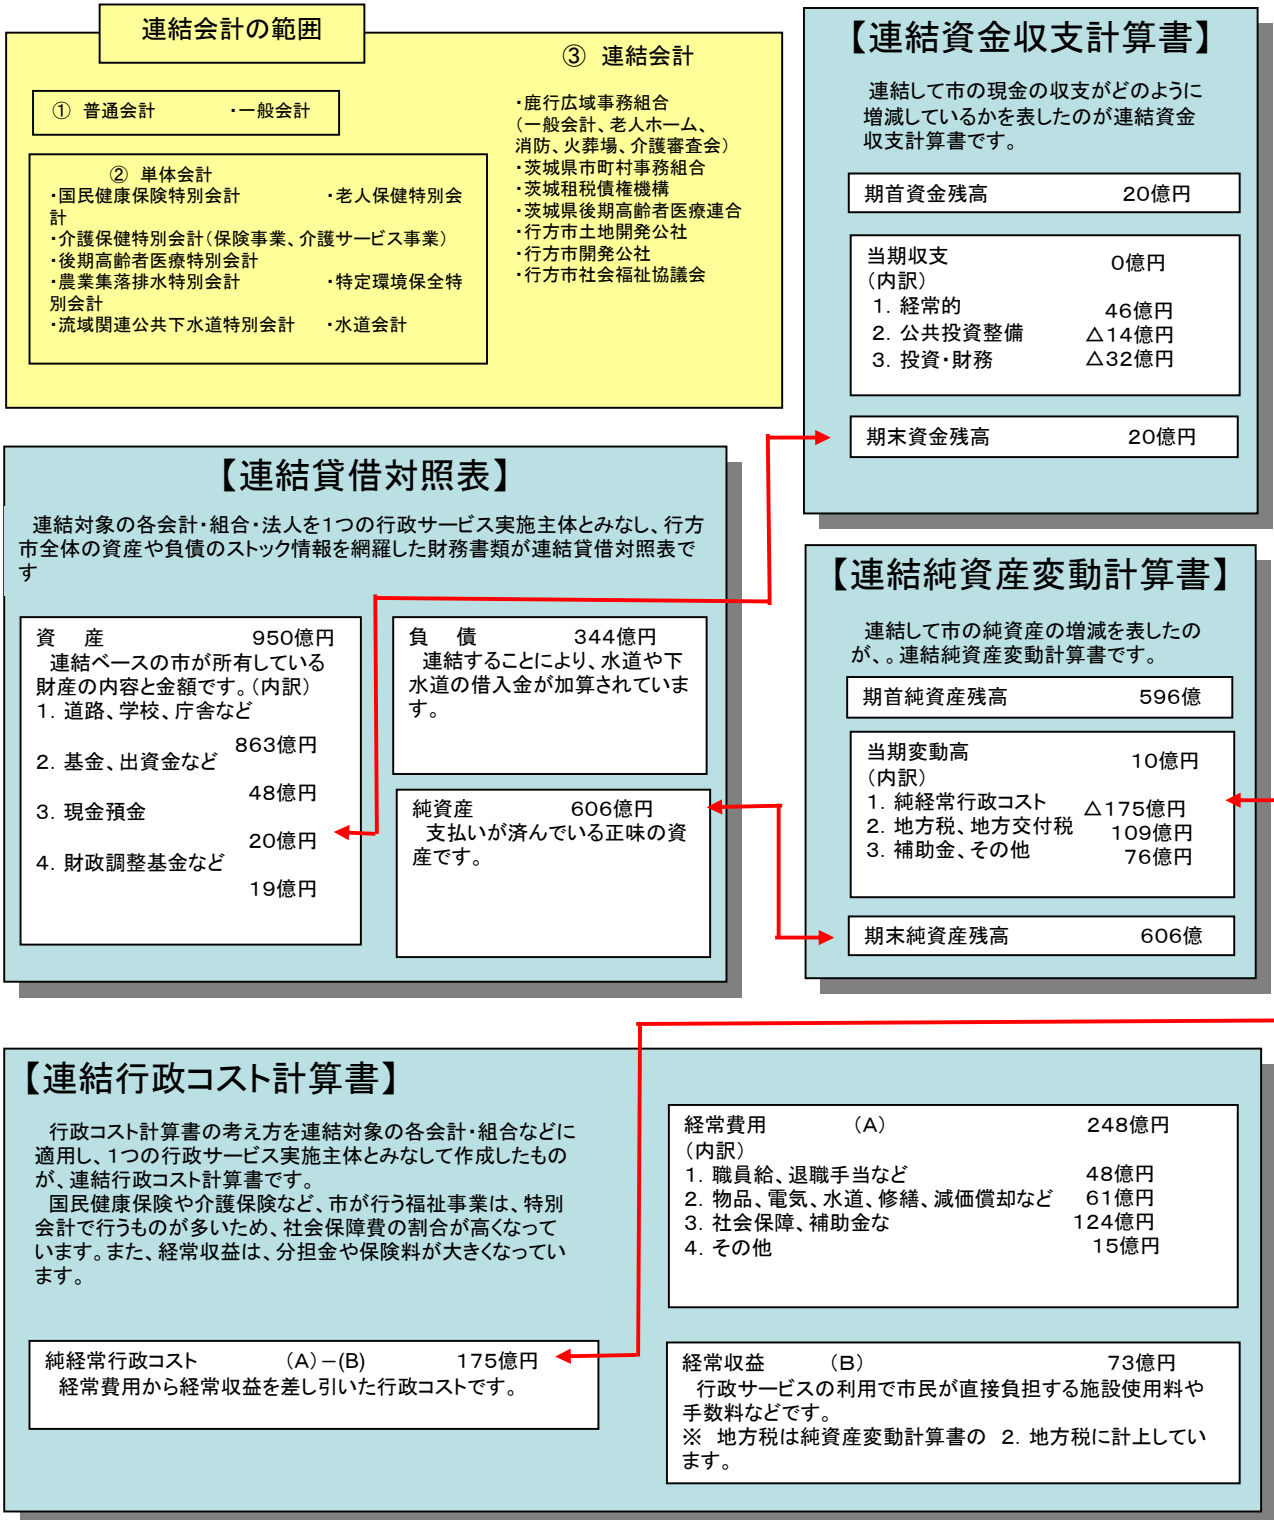 連結会計の範囲
① 普通会計 ・一般会計
② 単体会計
・国民健康保険特別会計 ・老人保健特別会
計
・介護保健特別会計(保険事業、介護サービス事業)
・後期高齢者医療特別会計
・農業集落排水特別会計 ・特定環境保全特
別会計
・流域関連公共下水道特別会計 ・水道会計
③ 連結会計
・鹿行広域事務組合
(一般会計、老人ホーム、
消防、火葬場、介護審査会)
・茨城県市町村事務組合
・茨城租税債権機構
・茨城県後期高齢者医療連合
・行方市土地開発公社
・行方市開発公社
・行方市社会福祉協議会
【連結資金収支計算書】
連結して市の現金の収支がどのように
増減しているかを表したのが連結資金
収支計算書です。
期首資金残高 20億円
当期収支 0億円
(内訳)
1. 経常的 46億円
2. 公共投資整備 △14億円
3. 投資・財務 △32億円
期末資金残高 20億円
【連結貸借対照表】
連結対象の各会計・組合・法人を1つの行政サービス実施主体とみなし、行方
市全体の資産や負債のストック情報を網羅した財務書類が連結貸借対照表で
す
資 産 950億円
連結ベースの市が所有している
財産の内容と金額です。(内訳)
1. 道路、学校、庁舎など
863億円
2. 基金、出資金など
48億円
3. 現金預金
20億円
4. 財政調整基金など
19億円
負 債 344億円
連結することにより、水道や下
水道の借入金が加算されていま
す。
純資産 606億円
支払いが済んでいる正味の資
産です。
【連結純資産変動計算書】
連結して市の純資産の増減を表したの
が、。連結純資産変動計算書です。
期首純資産残高 596億
当期変動高 10億円
(内訳)
1. 純経常行政コスト △175億円
2. 地方税、地方交付税 109億円
3. 補助金、その他 76億円
期末純資産残高 606億
【連結行政コスト計算書】
行政コスト計算書の考え方を連結対象の各会計・組合などに
適用し、1つの行政サービス実施主体とみなして作成したもの
が、連結行政コスト計算書です。
国民健康保険や介護保険など、市が行う福祉事業は、特別
会計で行うものが多いため、社会保障費の割合が高くなって
います。また、経常収益は、分担金や保険料が大きくなってい
ます。
純経常行政コスト (A)-(B) 175億円
経常費用から経常収益を差し引いた行政コストです。
経常費用 (A) 248億円
(内訳)
1. 職員給、退職手当など 48億円
2. 物品、電気、水道、修繕、減価償却など 61億円
3. 社会保障、補助金な 124億円
4. その他 15億円
経常収益 (B) 73億円
行政サービスの利用で市民が直接負担する施設使用料や
手数料などです。
※ 地方税は純資産変動計算書の 2. 地方税に計上してい
ます。